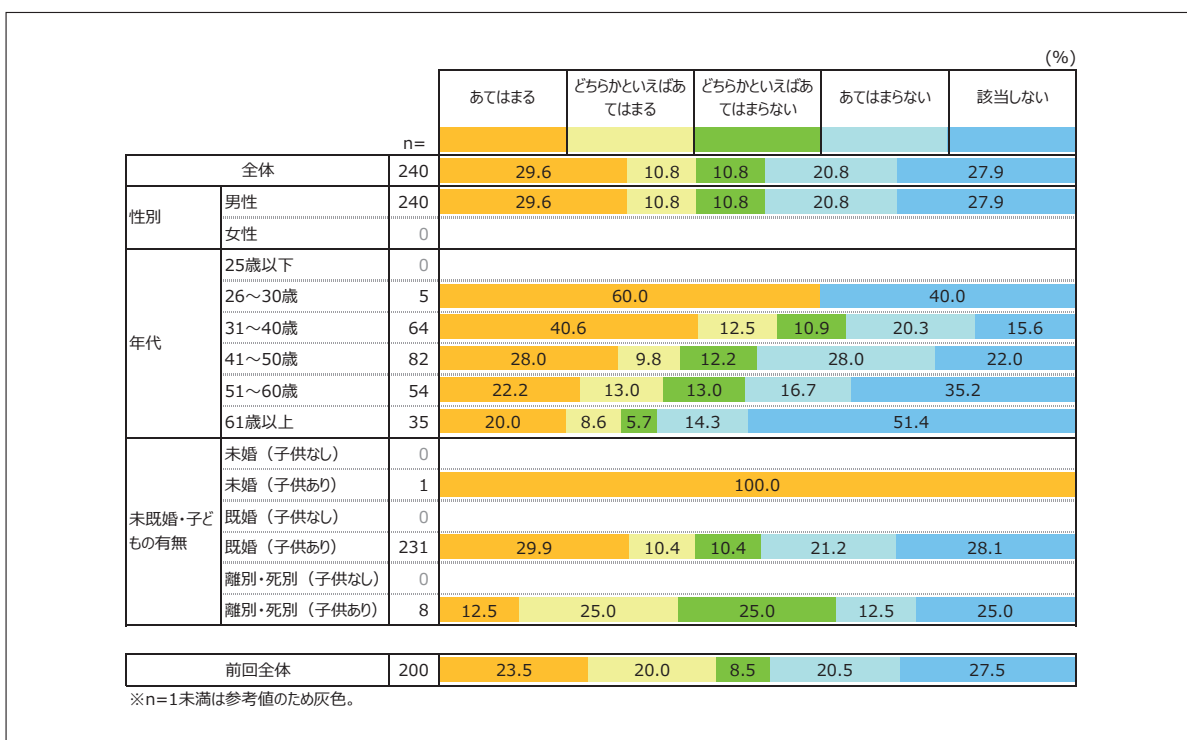 (%)
あてはまる
どちらかといえばあ
てはまる
どちらかといえばあ
てはまらない
あてはまらない
該当しない
n=
全体 240 29.6 10.8 10.8 20.8 27.9
性別
男性 240 29.6 10.8 10.8 20.8 27.9
女性 0
年代
25歳以下 0
26～30歳 5 60.0 40.0
31～40歳 64 40.6 12.5 10.9 20.3 15.6
41～50歳 82 28.0 9.8 12.2 28.0 22.0
51～60歳 54 22.2 13.0 13.0 16.7 35.2
61歳以上 35 20.0 8.6 5.7 14.3 51.4
未既婚・子ど
もの有無
未婚（子供なし） 0
未婚（子供あり） 1 100.0
既婚（子供なし） 0
既婚（子供あり） 231 29.9 10.4 10.4 21.2 28.1
離別・死別（子供なし） 0
離別・死別（子供あり） 8 12.5 25.0 25.0 12.5 25.0
前回全体 200 23.5 20.0 8.5 20.5 27.5
※n=1未満は参考値のため灰色。